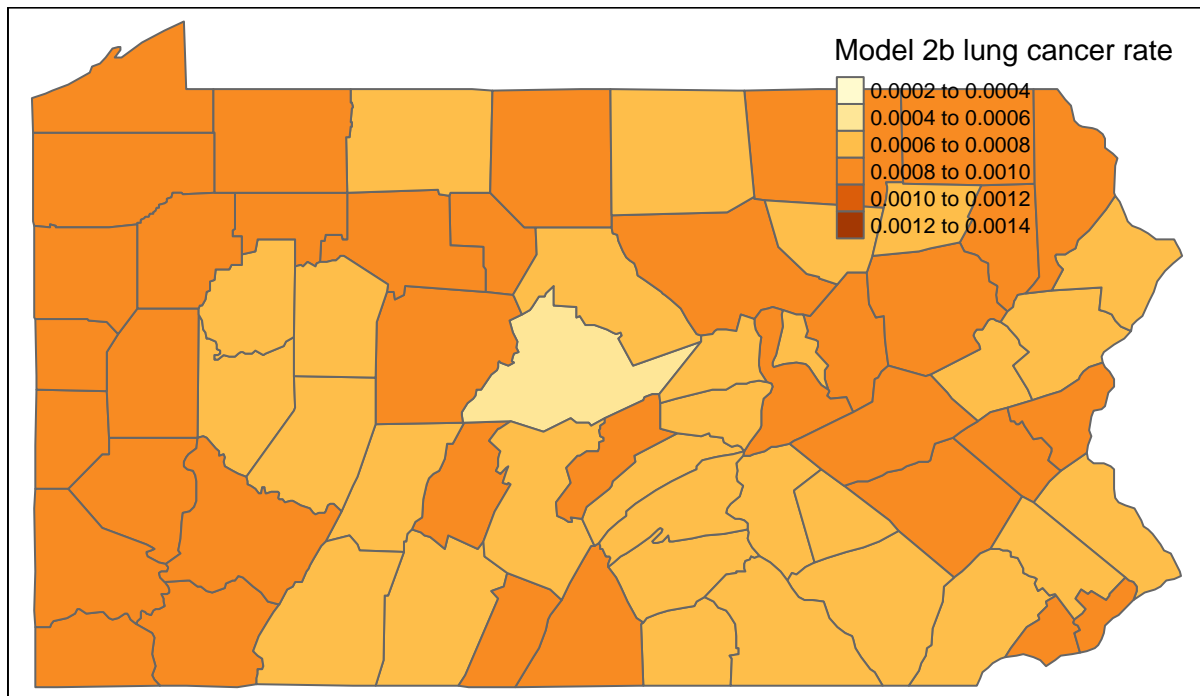 Model 2b lung cancer rate
0.0002 to 0.0004
0.0004 to 0.0006
0.0006 to 0.0008
0.0008 to 0.0010
0.0010 to 0.0012
0.0012 to 0.0014